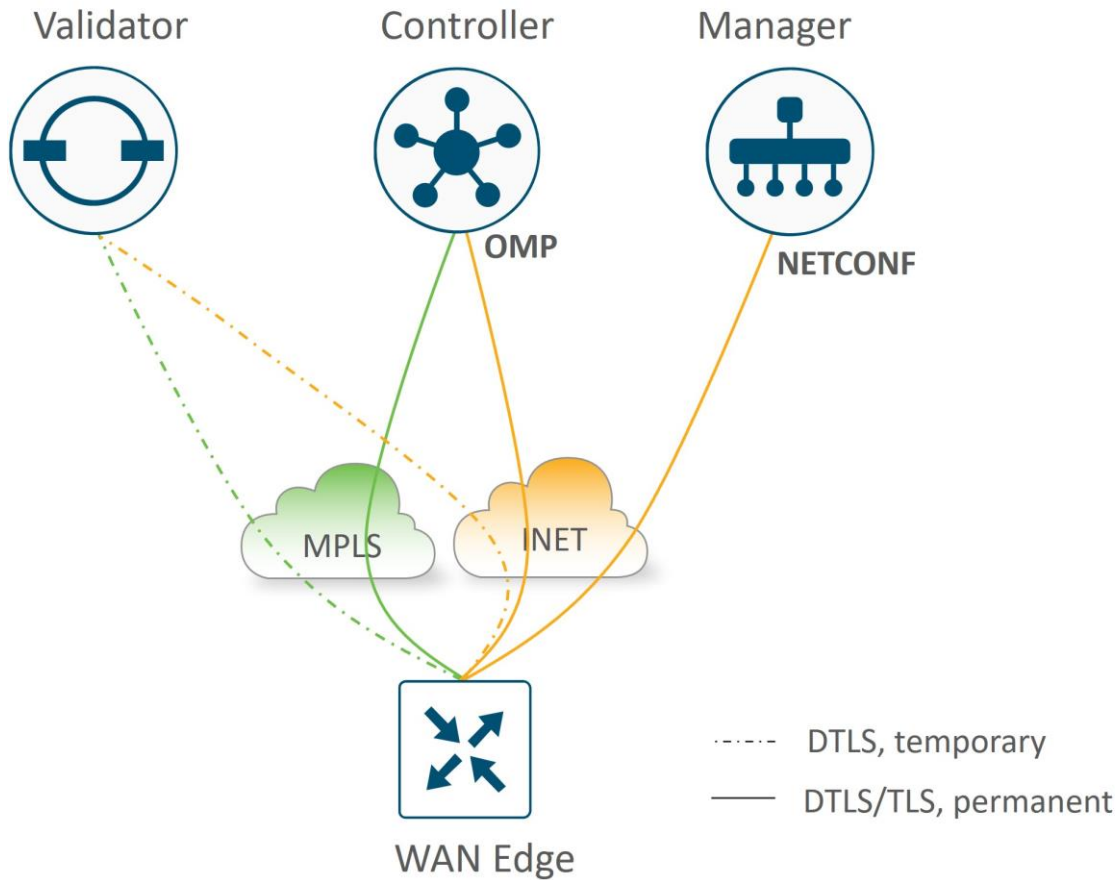 Validator
Controller
Manager
OMP
NETCONF
MPLS
INET
DTLS, temporary
DTLS/TLS, permanent
WAN Edge